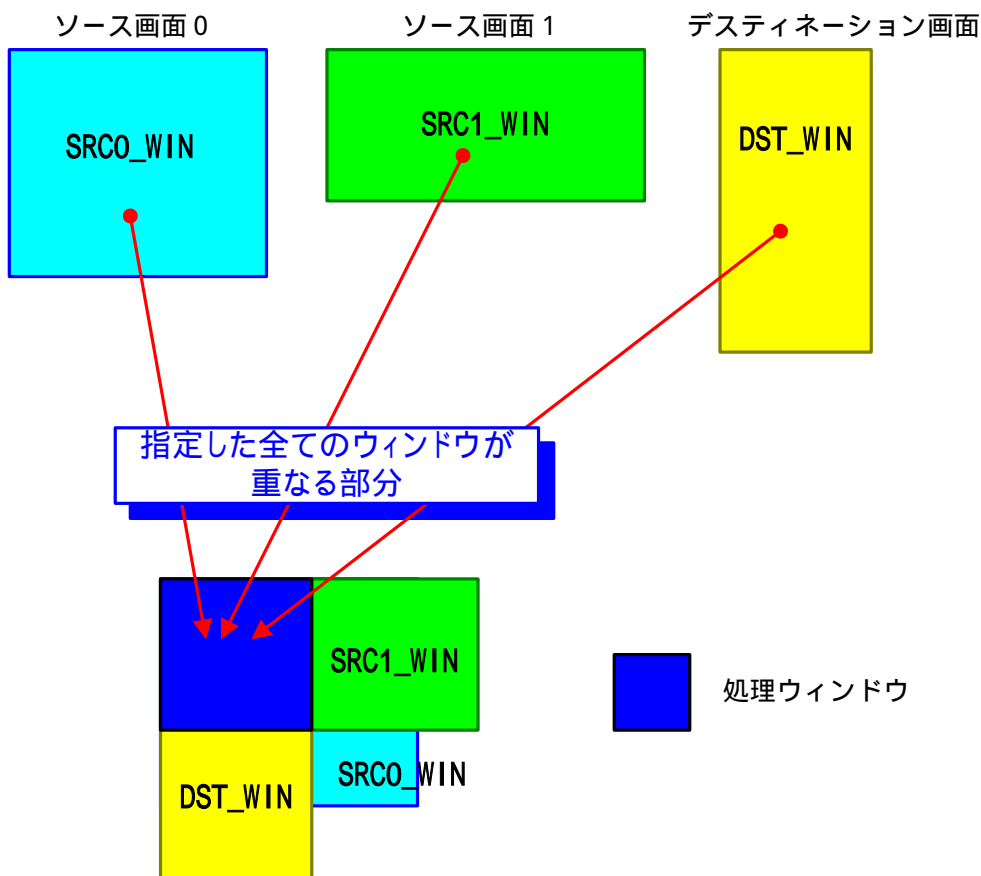 ソース画面0
ソース画面1
デスティネーション画面
SRC0_WIN
SRC1_WIN
DST_WIN
指定した全てのウィンドウが
重なる部分
SRC1_WIN
処理ウィンドウ
SRC0_WIN
DST_WIN